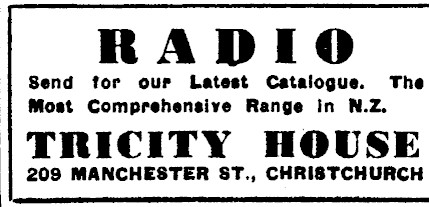 RADIO
Send for our Latest Catalogue. The
Most Comprehensive Range in N.Z.
TRICITY HOUSE
209 MANCHESTER ST., CHRISTCHURCH